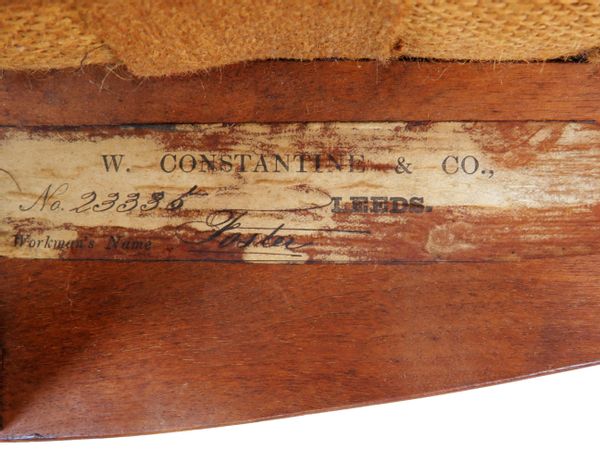 W. CONSTANTINE & CO.,
No. 23335 LEEDS.
Workman's Name Foster